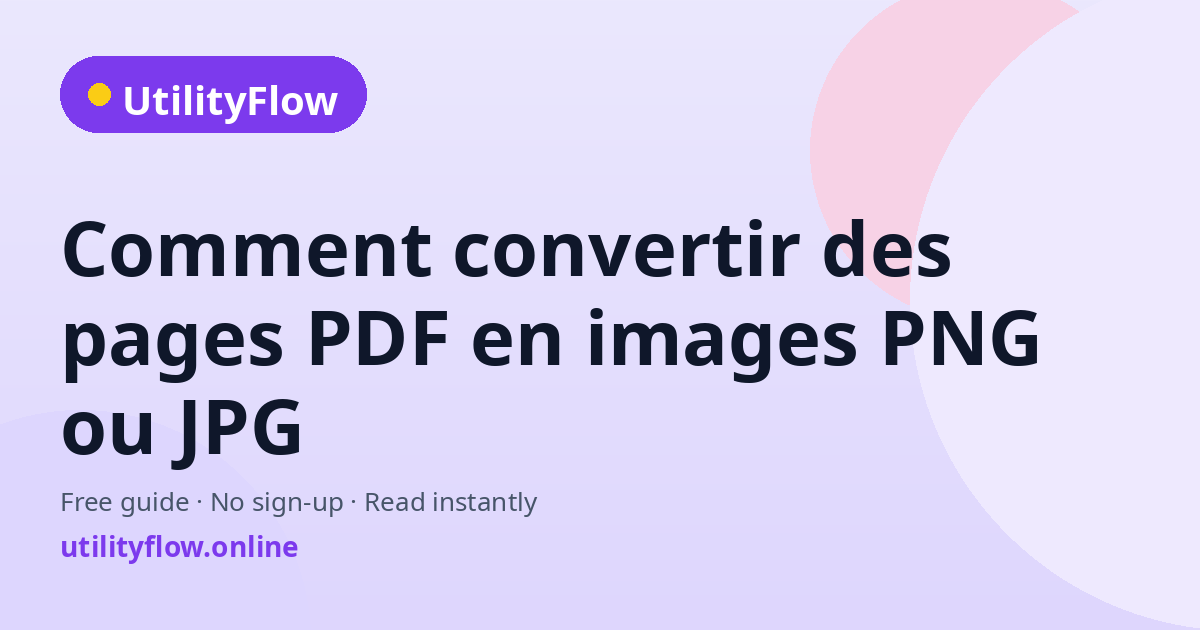 UtilityFlow
Comment convertir des
pages PDF en images PNG
ou JPG
Free guide · No sign-up · Read instantly
utilityflow.online